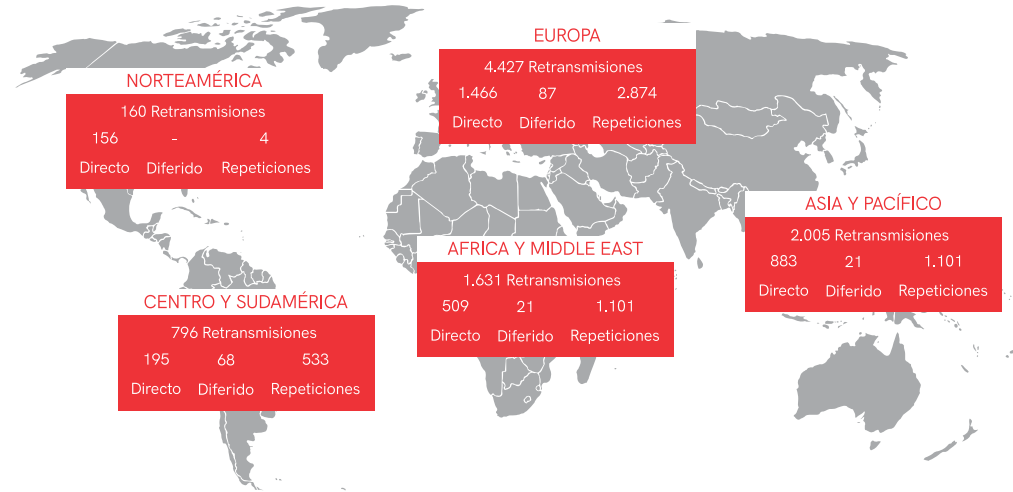 EUROPA
4.427 Retransmisiones
1.466 87 2.874
Directo Diferido Repeticiones
NORTEAMÉRICA
160 Retransmisiones
156 - 4
Directo Diferido Repeticiones
ASIA Y PACÍFICO
2.005 Retransmisiones
883 21 1.101
Directo Diferido Repeticiones
AFRICA Y MIDDLE EAST
1.631 Retransmisiones
509 21 1.101
Directo Diferido Repeticiones
CENTRO Y SUDAMÉRICA
796 Retransmisiones
195 68 533
Directo Diferido Repeticiones